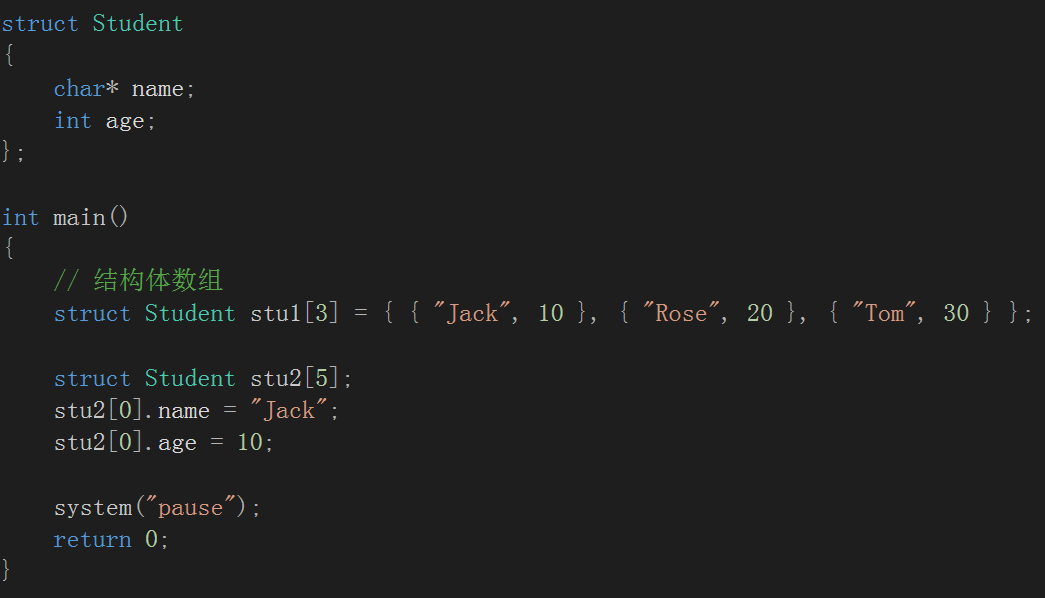 struct Student
{
    char* name;
    int age;
};

int main()
{
    // 结构体数组
    struct Student stu1[3] = { { "Jack", 10 }, { "Rose", 20 }, { "Tom", 30 } };

    struct Student stu2[5];
    stu2[0].name = "Jack";
    stu2[0].age = 10;

    system("pause");
    return 0;
}